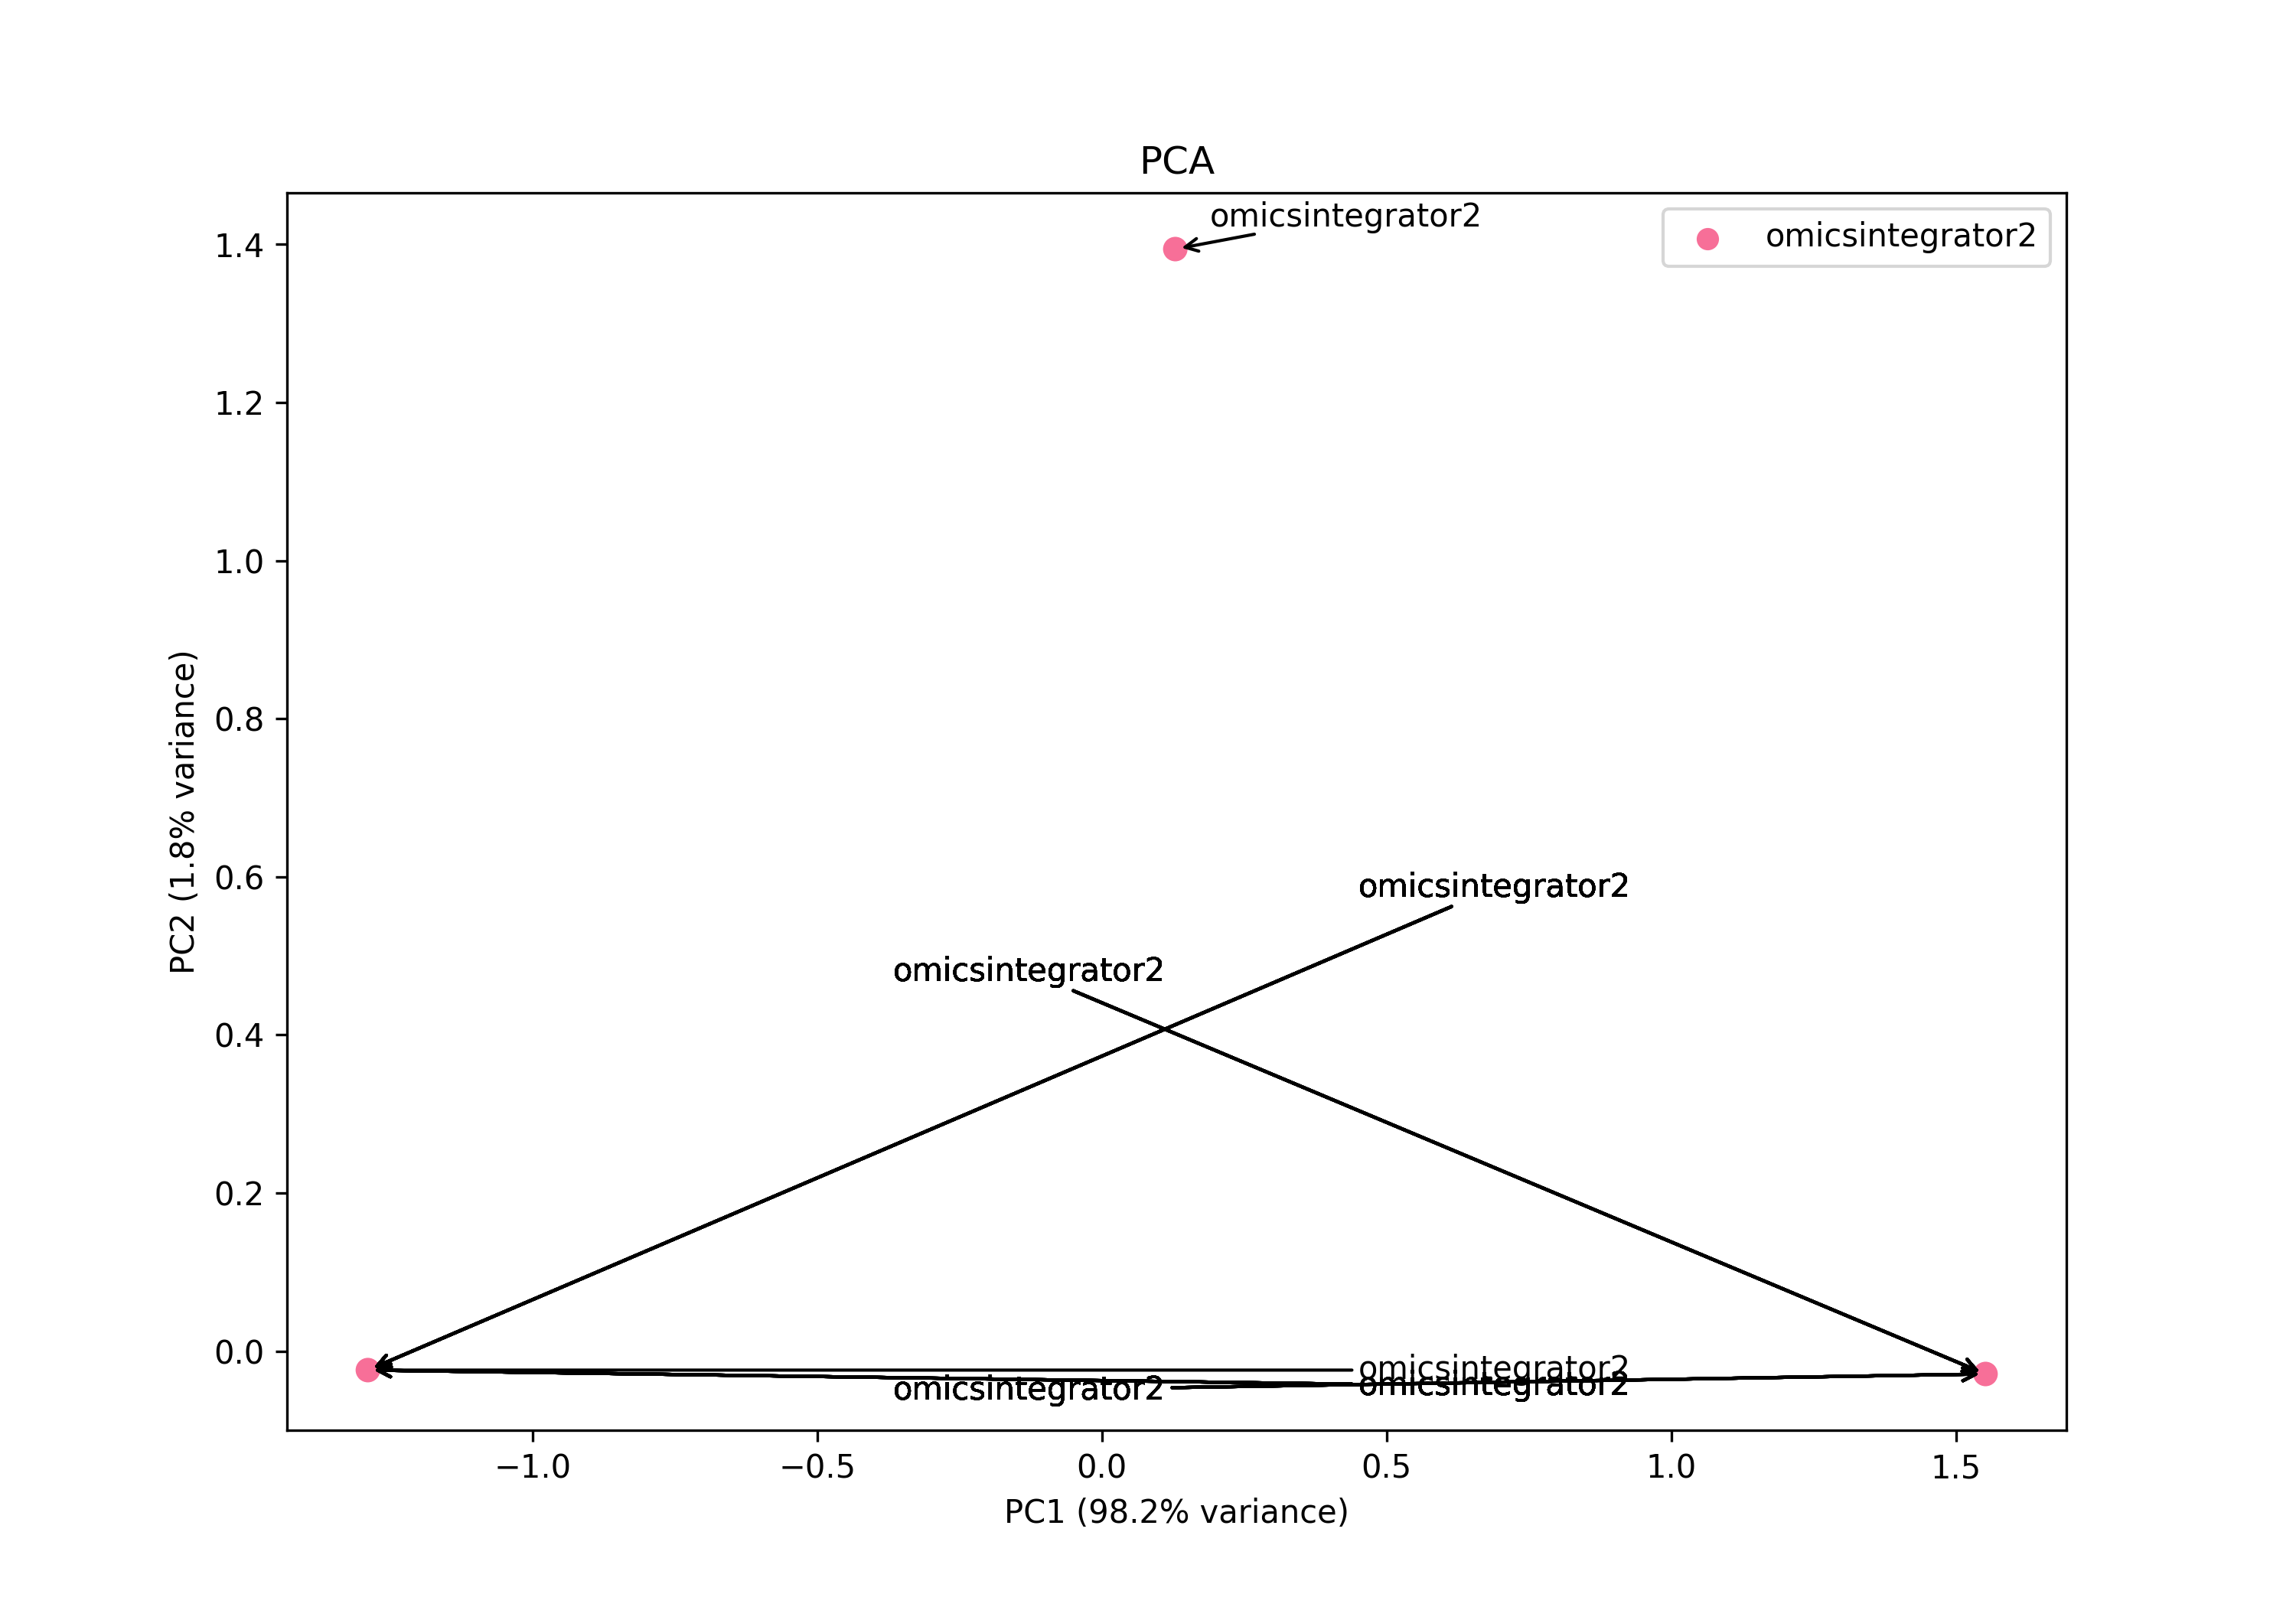 PCA
omicsintegrator2
omicsintegrator2
1.4
1.2
1.0
0.8
0.6
0.4
0.2
0.0
PC2 (1.8% variance)
omicsintegrator2
omicsintegrator2
omicsintegrator2
omicsintegrator2
omicsintegrator2
−1.0
−0.5
0.0
0.5
1.0
1.5
PC1 (98.2% variance)